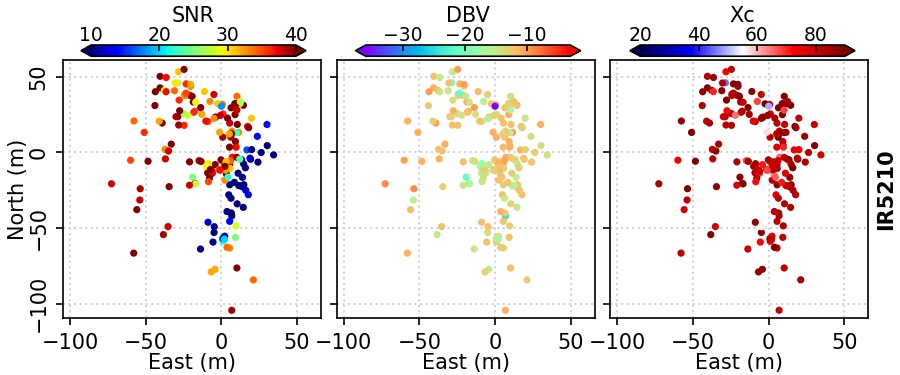 SNR DBV Xc
10 20 30 40 −30 −20 −10 20 40 60 80
50
0
−50
−100
North (m)
−100 −50 0 50 −100 −50 0 50 −100 −50 0 50
East (m) East (m) East (m)
IR5210